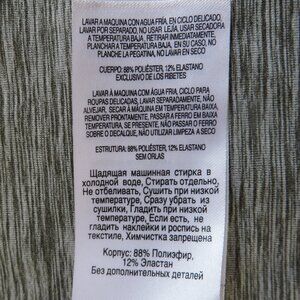 LAVAR A MAQUINA CON AGUA FRIA, EN CICLO DELICADO,
LAVAR POR SEPARADO, NO USAR LEJIA, USAR SECADORA
A TEMPERATURA BAJA, RETIRAR INMEDIATAMENTE,
PLANCHAR A TEMPERATURA BAJA, EN SU CASO, NO
PLANCHE LA PEGATINA, NO LAVAR EN SECO
CUERPO: 88% POLIÉSTER, 12% ELASTANO
EXCLUSIVO DE LOS RIBETES
LAVAR À MÁQUINA COM ÁGUA FRIA, CICLO PARA
ROUPAS DELICADAS, LAVAR SEPARADAMENTE, NÃO
ALVEJAR, SECAR À MÁQUINA EM TEMPERATURA BAIXA,
REMOVER PRONTAMENTE, PASSAR A FERRO EM BAIXA
TEMPERATURA, SE PRESENTE, NÃO PASSAR O FERRO
SOBRE O DECALQUE, NÃO UTILIZAR LIMPEZA A SECO
ESTRUTURA: 88% POLIÉSTER, 12% ELASTANO
SEM ORLAS
Щадящая машинная стирка в
холодной воде, Стирать отдельно,
Не отбеливать, Сушить при низкой
температуре, Сразу убрать из
сушилки, Гладить при низкой
температуре, Если есть, не
гладить наклейки и роспись на
текстиле, Химчистка запрещена
Корпус: 88% Полиэфир,
12% Эластан
Без дополнительных деталей